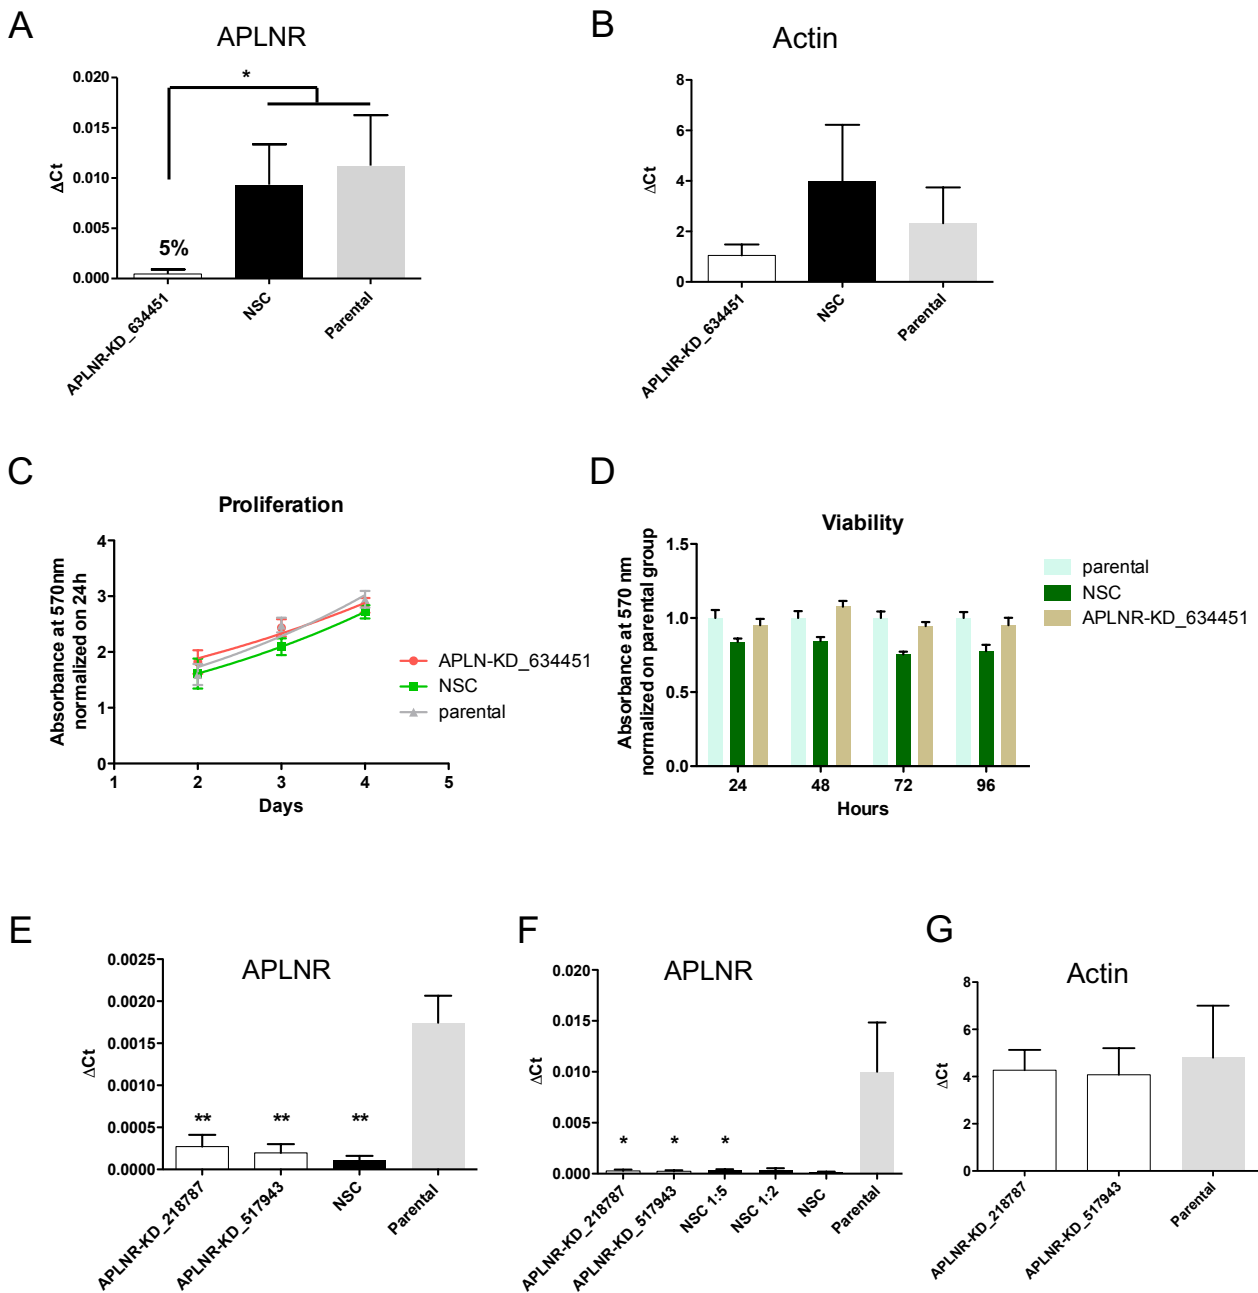 A
APLNR
ΔCt
0.020
0.015
0.010
0.005
0.000
*
5%
APLNR-KD_634451
NSC
Parental
B
Actin
ΔCt
8
6
4
2
0
APLNR-KD_634451
NSC
Parental
C
Proliferation
Absorbance at 570nm
normalized on 24h
4
3
2
1
0
1 2 3 4 5
Days
APLN-KD_634451
NSC
parental
D
Viability
Absorbance at 570 nm
normalized on parental group
1.5
1.0
0.5
0.0
24 48 72 96
Hours
parental
NSC
APLNR-KD_634451
E
APLNR
ΔCt
0.0025
0.0020
0.0015
0.0010
0.0005
0.0000
** ** **
APLNR-KD_218787
APLNR-KD_517943
NSC
Parental
F
APLNR
ΔCt
0.020
0.015
0.010
0.005
0.000
* * *
APLNR-KD_218787
APLNR-KD_517943
NSC 1:5
NSC 1:2
NSC
Parental
G
Actin
ΔCt
8
6
4
2
0
APLNR-KD_218787
APLNR-KD_517943
Parental